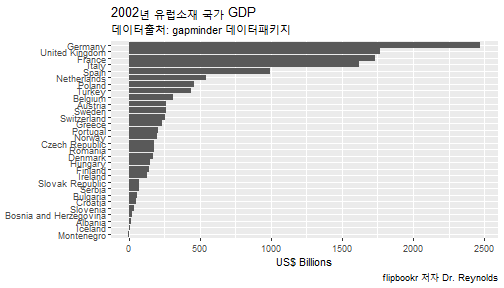 2002년 유럽소재 국가 GDP
데이터출처: gapminder 데이터패키지
Germany
United Kingdom
France
Italy
Spain
Netherlands
Poland
Turkey
Belgium
Austria
Sweden
Switzerland
Greece
Portugal
Norway
Czech Republic
Romania
Denmark
Hungary
Finland
Ireland
Slovak Republic
Serbia
Bulgaria
Croatia
Slovenia
Bosnia and Herzegovina
Albania
Iceland
Montenegro
0 500 1000 1500 2000 2500
US$ Billions
flipbookr 저자 Dr. Reynolds